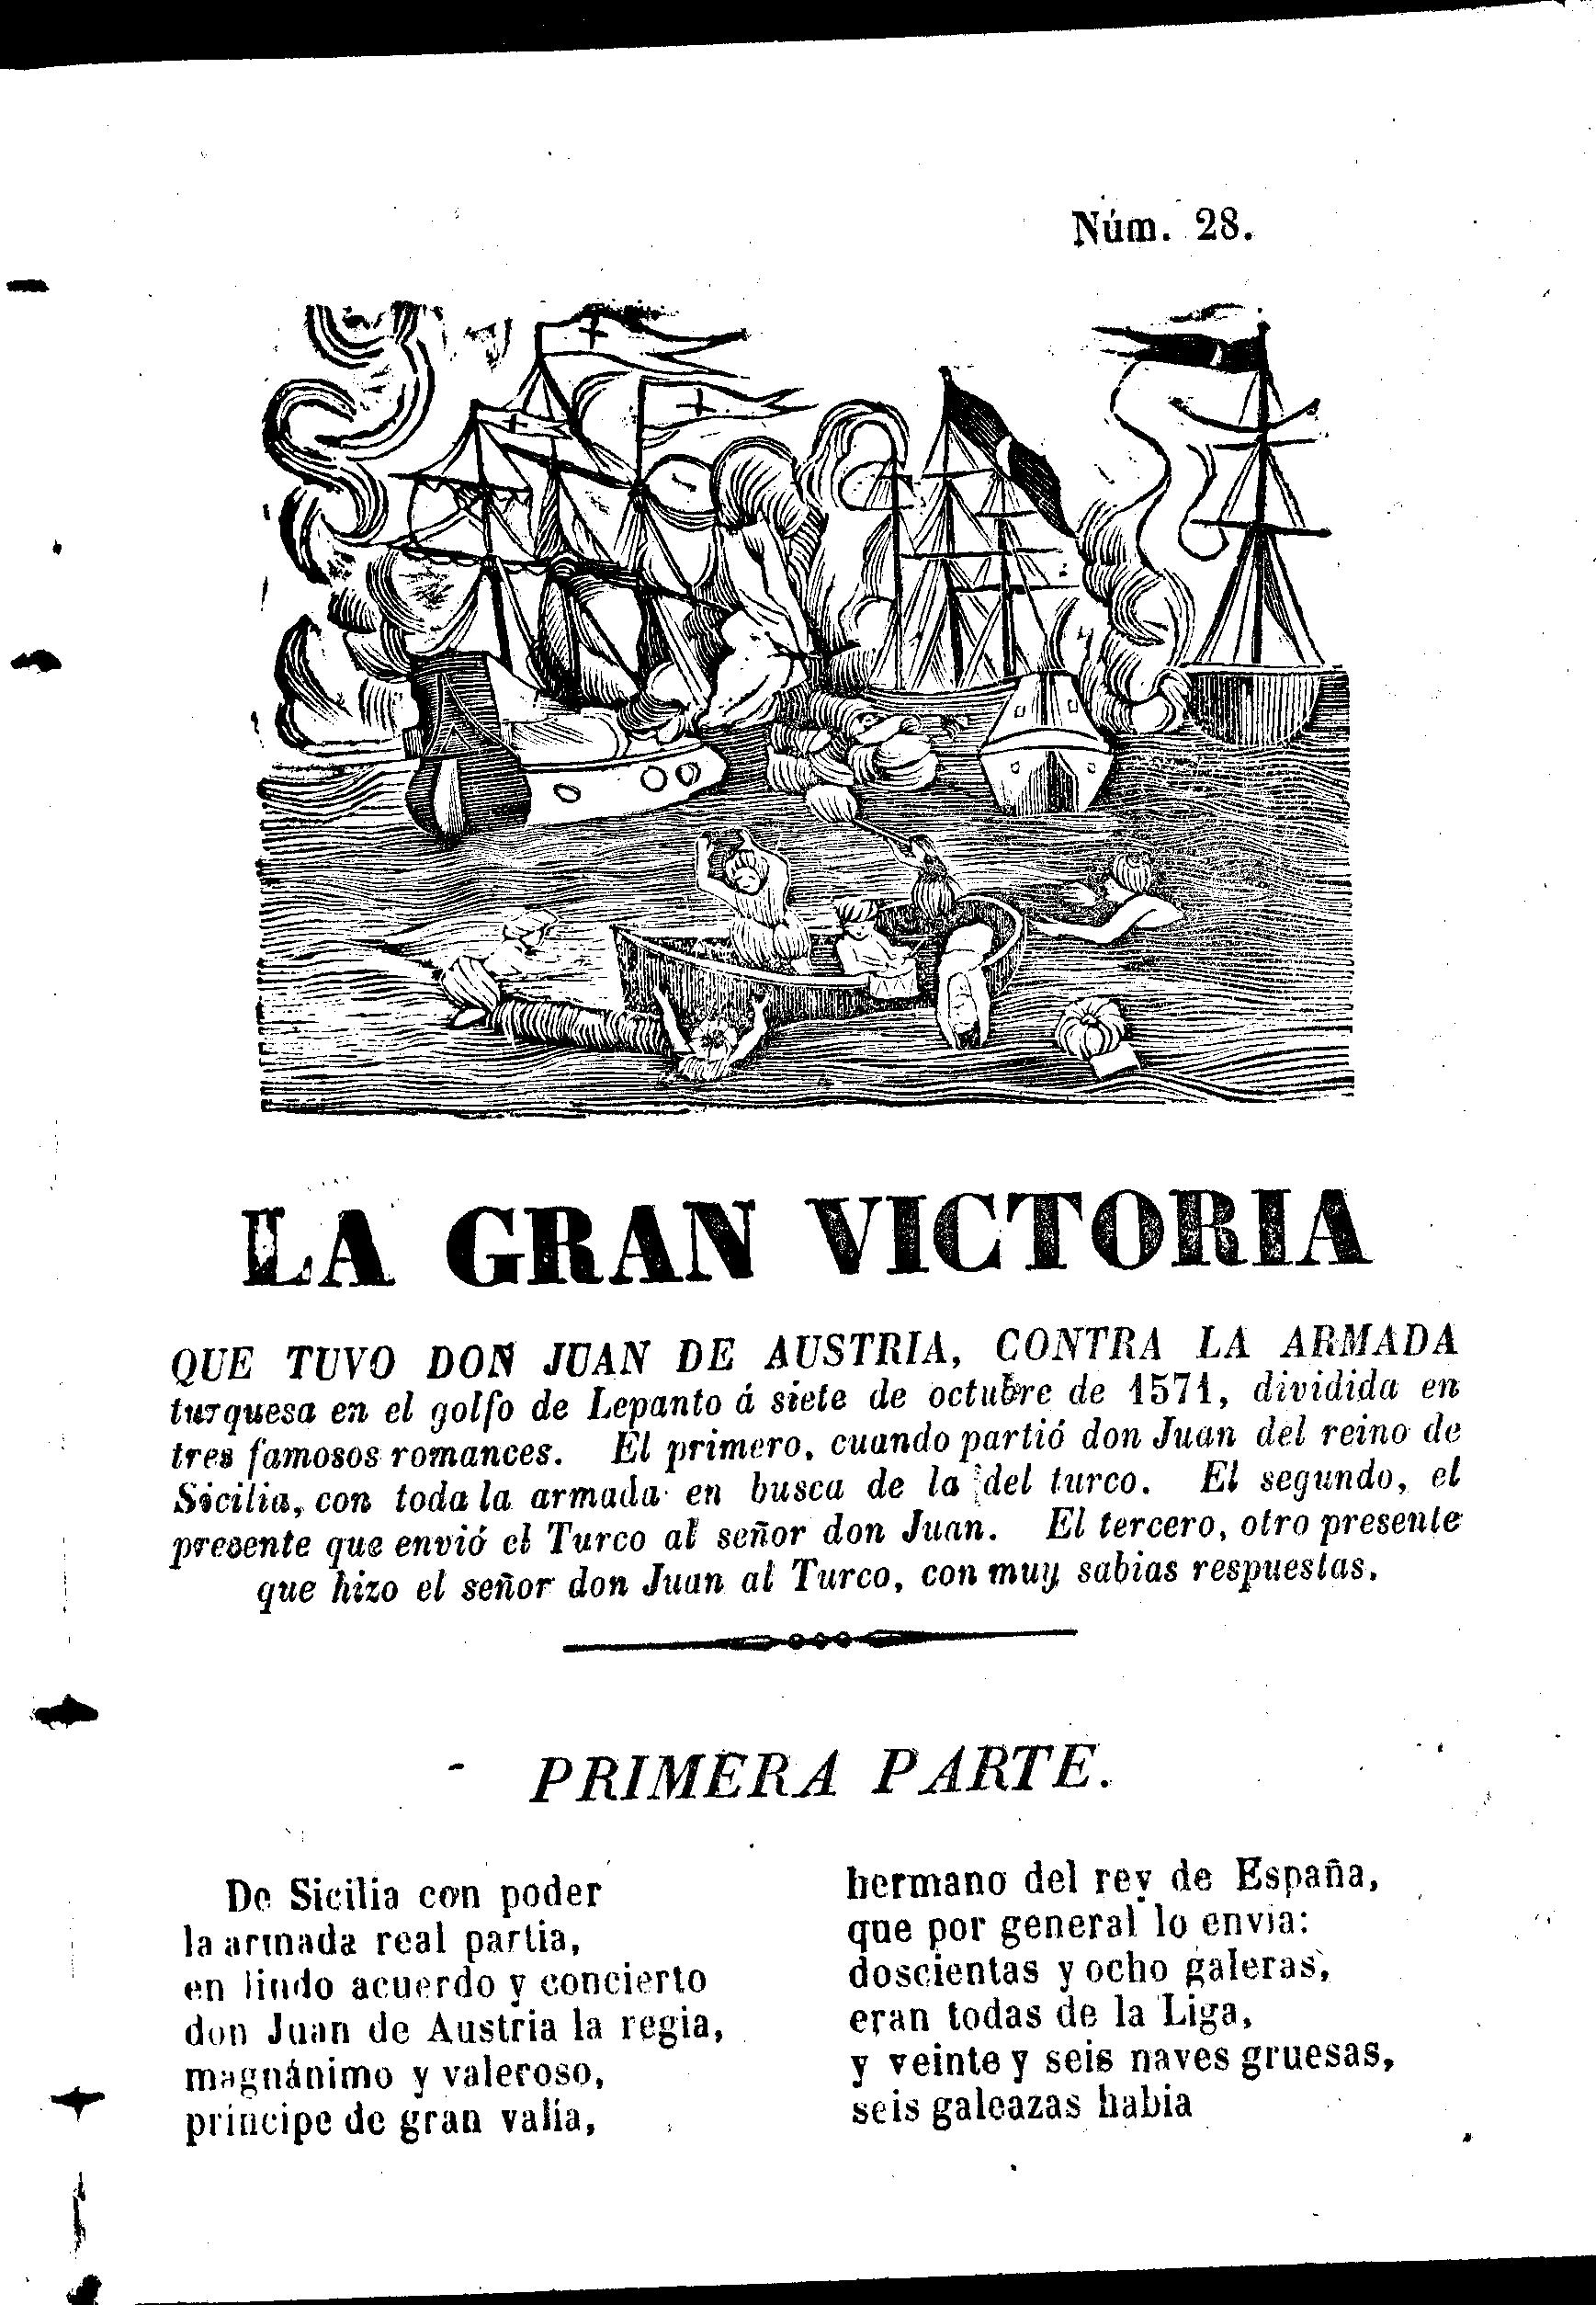 Núm. 28.
LA GRAN VICTORIA
QUE TUVO DON JUAN DE AUSTRIA, CONTRA LA ARMADA
turquesa en el golfo de Lepanto á siete de octubre de 1571, dividida en
tres famosos romances. El primero, cuando partió don Juan del reino de
Sicilia, con toda la armada en busca de la del turco. El segundo, el
presente que envió el Turco al señor don Juan. El tercero, otro presente
que hizo el señor don Juan al Turco, con muy sabias respuestas.
PRIMERA PARTE.
De Sicilia con poder
la armada real partia,
en lindo acuerdo y concierto
don Juan de Austria la regia,
magnánimo y valeroso,
principe de gran valía,
hermano del rey de España,
que por general lo envia:
doscientas y ocho galeras,
eran todas de la Liga,
y veinte y seis naves gruesas,
seis galeazas habia